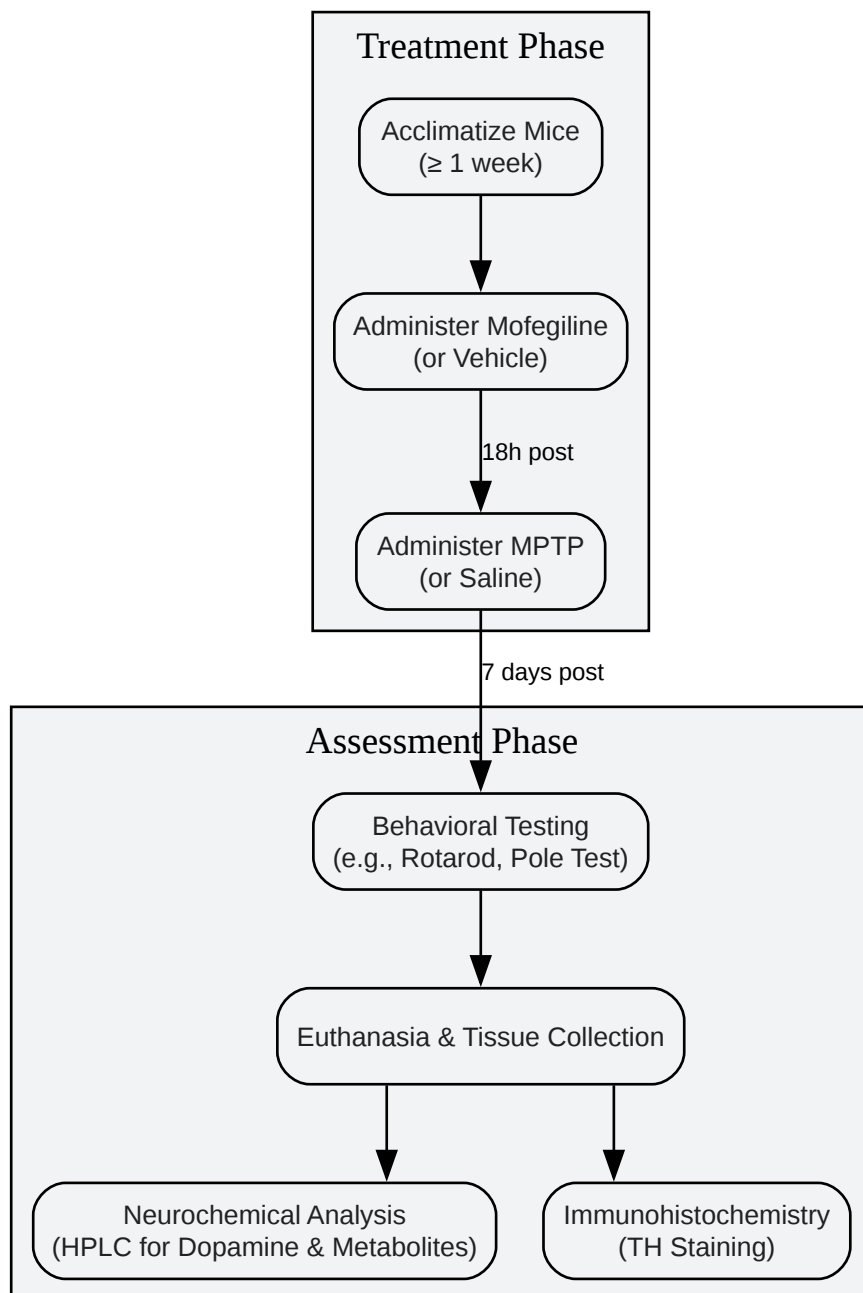 Treatment Phase
Acclimatize Mice
(≥ 1 week)
Administer Mofegiline
(or Vehicle)
18h post
Administer MPTP
(or Saline)
7 days post
Assessment Phase
Behavioral Testing
(e.g., Rotarod, Pole Test)
Euthanasia & Tissue Collection
Neurochemical Analysis
(HPLC for Dopamine & Metabolites)
Immunohistochemistry
(TH Staining)